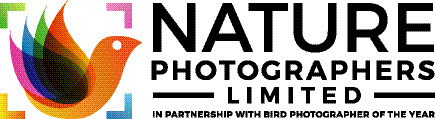 NATURE
PHOTOGRAPHERS
LIMITED
IN PARTNERSHIP WITH BIRD PHOTOGRAPHER OF THE YEAR